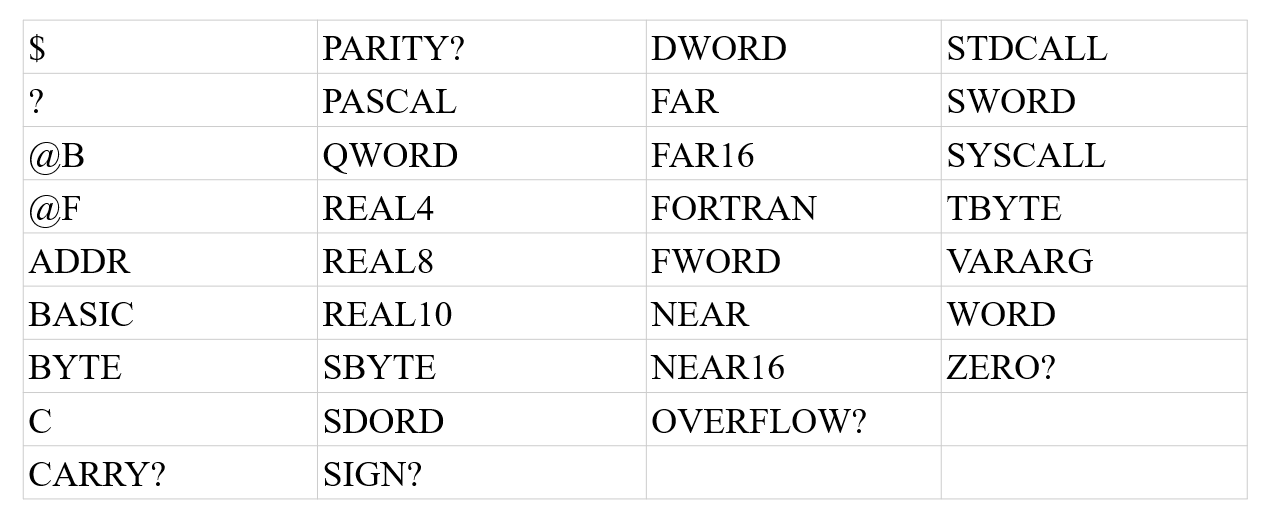 $ PARITY? DWORD STDCALL
? PASCAL FAR SWORD
@B QWORD FAR16 SYSCALL
@F REAL4 FORTRAN TBYTE
ADDR REAL8 FWORD VARARG
BASIC REAL10 NEAR WORD
BYTE SBYTE NEAR16 ZERO?
C SDORD OVERFLOW?
CARRY? SIGN?